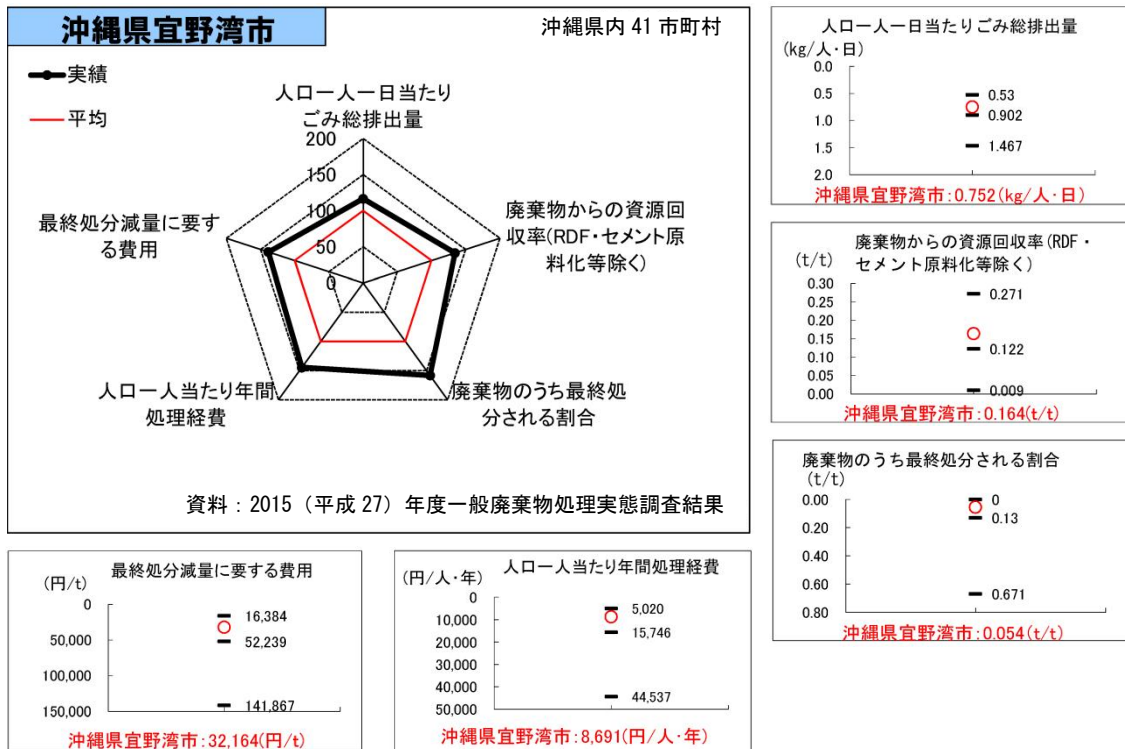 沖縄県宜野湾市
沖縄県内 41 市町村
実績
平均
人口一人一日当たり
ごみ総排出量
200
150
100
50
0
廃棄物からの資源回
収率(RDF・セメント原
料化等除く)
最終処分減量に要す
る費用
人口一人当たり年間
処理経費
廃棄物のうち最終処
分される割合
資料：2015（平成 27）年度一般廃棄物処理実態調査結果
人口一人一日当たりごみ総排出量
(kg/人・日)
0.0
0.5
1.0
1.5
2.0
0.53
0.902
1.467
沖縄県宜野湾市:0.752(kg/人・日)
廃棄物からの資源回収率(RDF・
セメント原料化等除く)
(t/t)
0.30
0.25
0.20
0.15
0.10
0.05
0.00
0.271
0.122
0.009
沖縄県宜野湾市:0.164(t/t)
廃棄物のうち最終処分される割合
(t/t)
0.00
0.20
0.40
0.60
0.80
0
0.13
0.671
沖縄県宜野湾市:0.054(t/t)
最終処分減量に要する費用
(円/t)
0
50,000
100,000
150,000
16,384
52,239
141,867
沖縄県宜野湾市:32,164(円/t)
人口一人当たり年間処理経費
(円/人・年)
0
10,000
20,000
30,000
40,000
50,000
5,020
15,746
44,537
沖縄県宜野湾市:8,691(円/人・年)